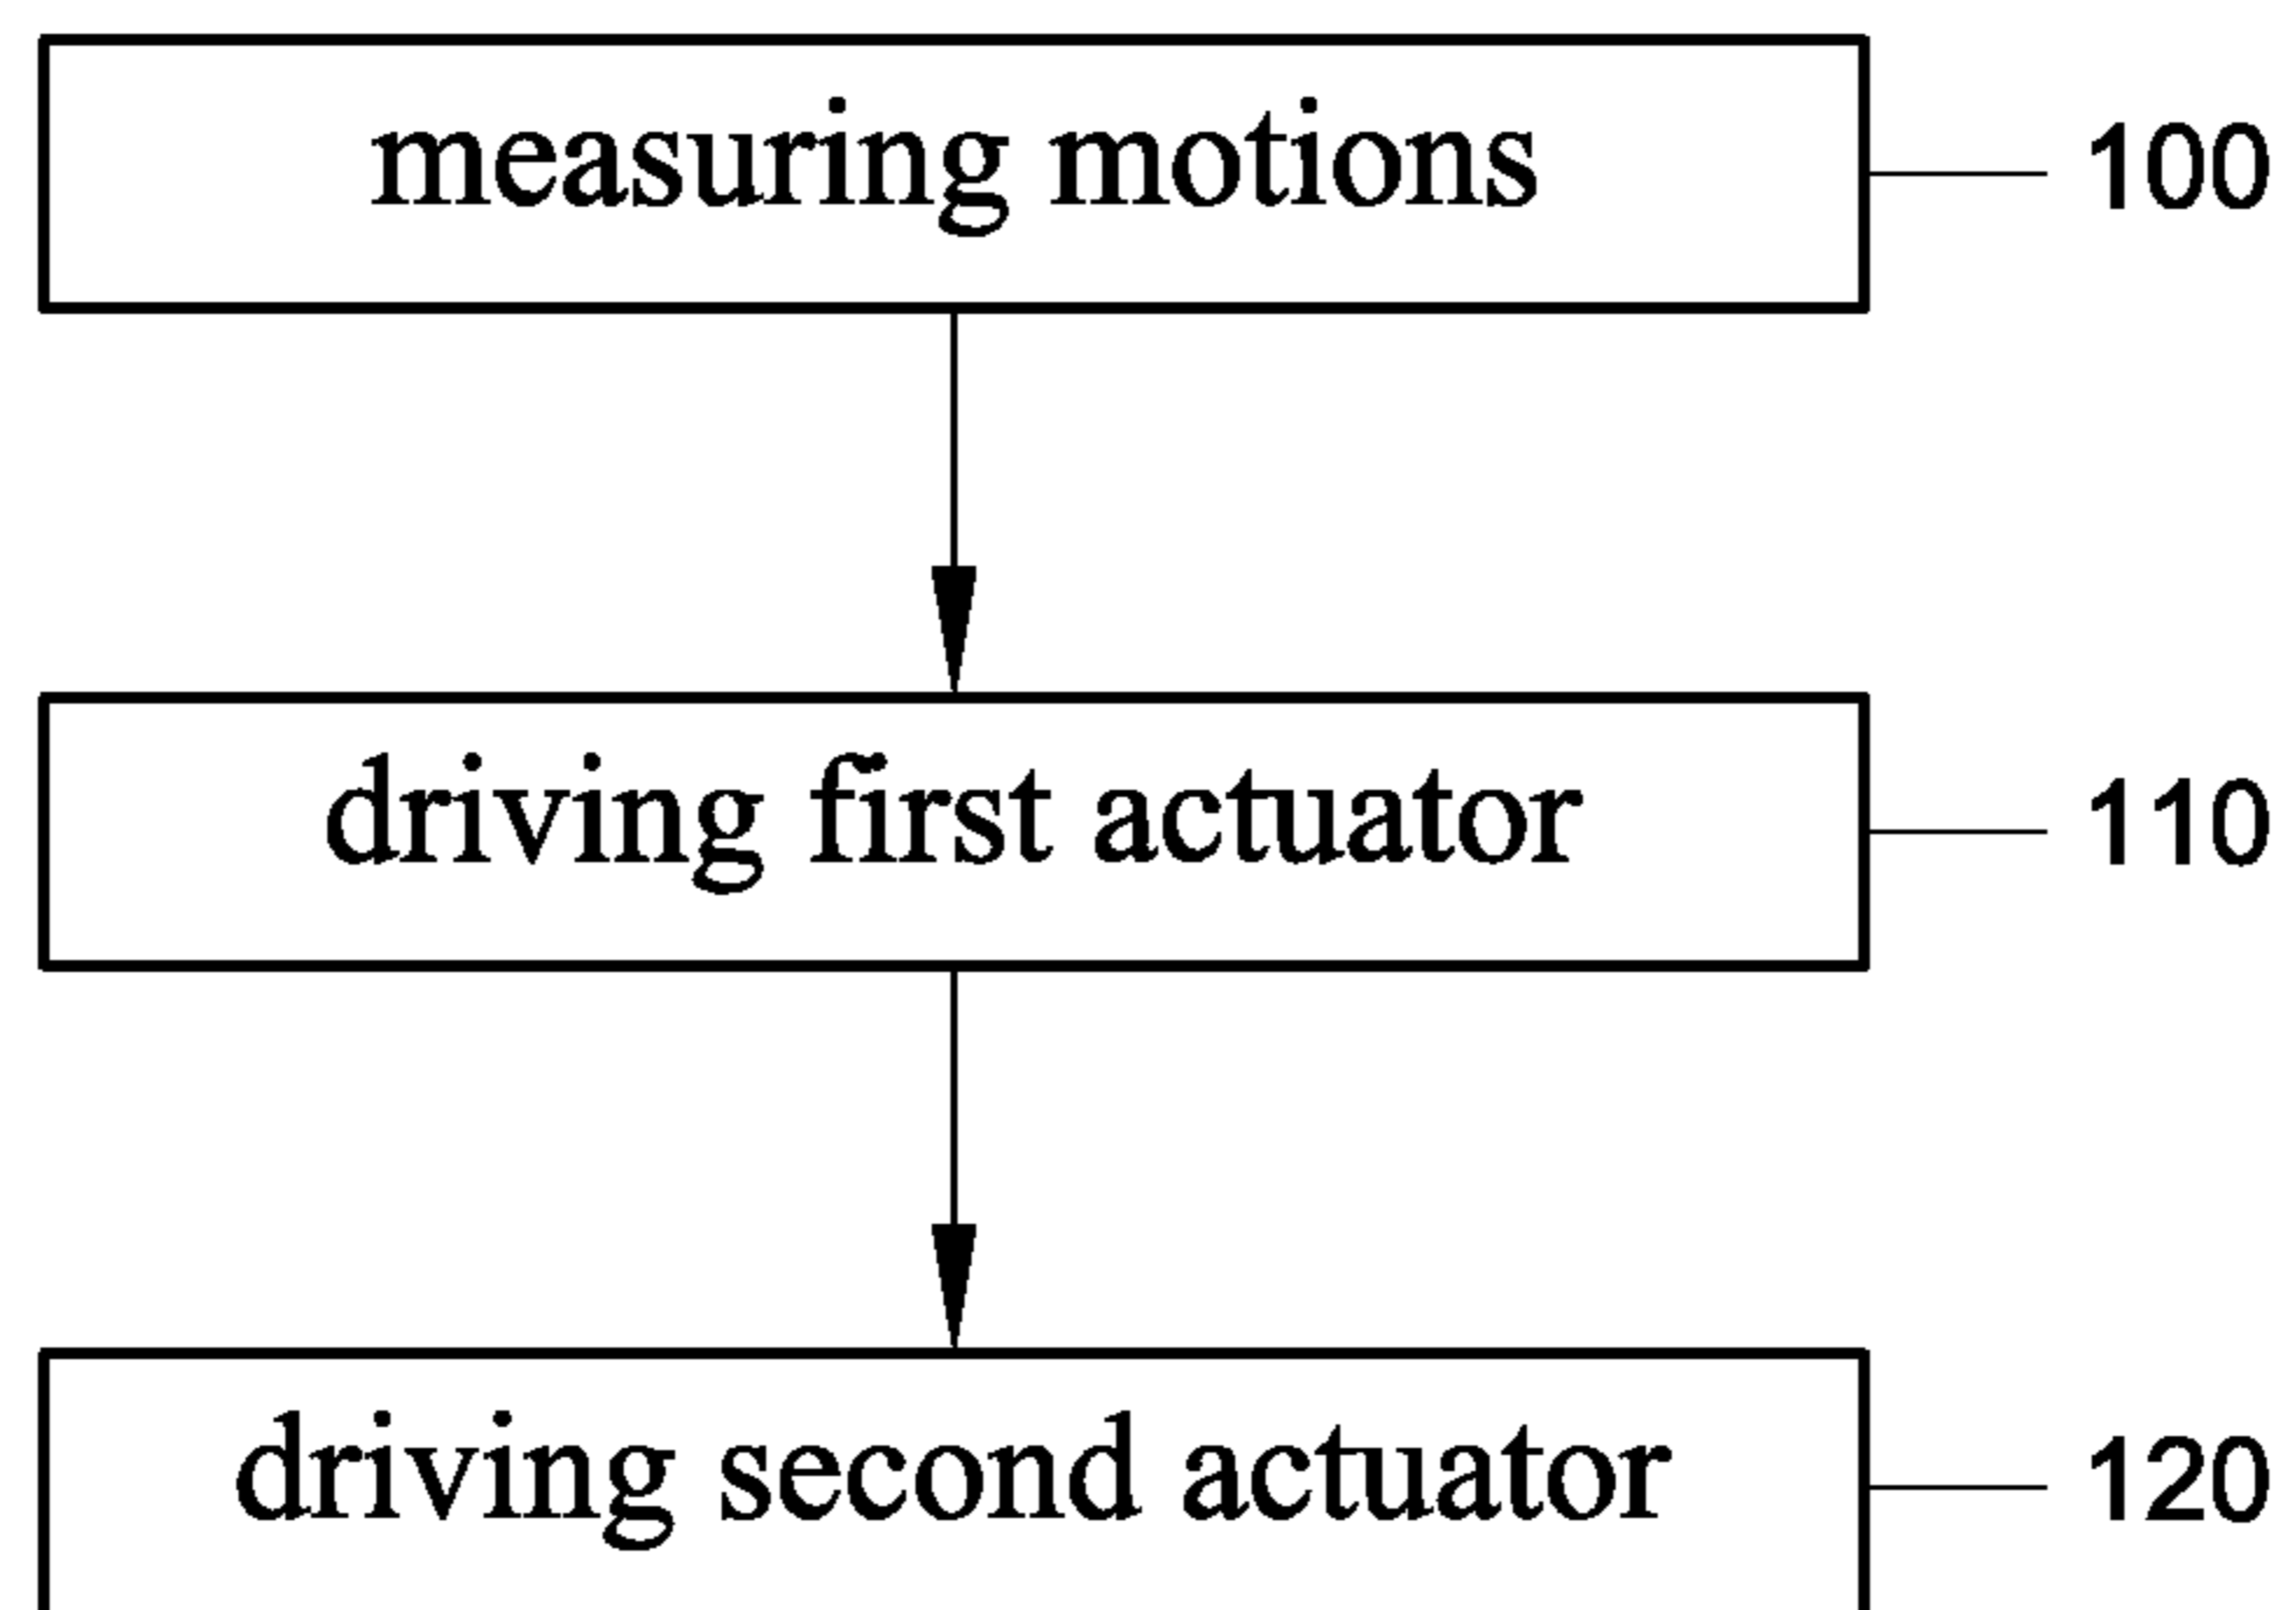 measuring motions 100
driving first actuator 110
driving second actuator 120